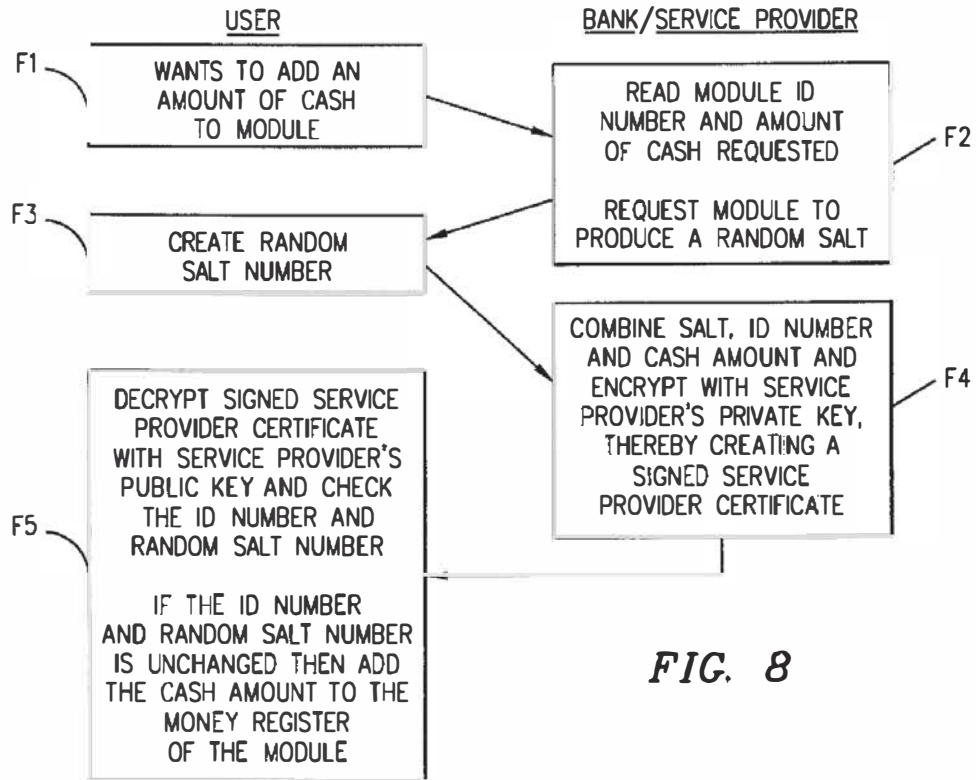 USER
BANK/SERVICE PROVIDER
F1
WANTS TO ADD AN
AMOUNT OF CASH
TO MODULE
READ MODULE ID
NUMBER AND AMOUNT
OF CASH REQUESTED
REQUEST MODULE TO
PRODUCE A RANDOM SALT
F2
F3
CREATE RANDOM
SALT NUMBER
COMBINE SALT, ID NUMBER
AND CASH AMOUNT AND
ENCRYPT WITH SERVICE
PROVIDER'S PRIVATE KEY,
THEREBY CREATING A
SIGNED SERVICE
PROVIDER CERTIFICATE
F4
F5
DECRYPT SIGNED SERVICE
PROVIDER CERTIFICATE
WITH SERVICE PROVIDER'S
PUBLIC KEY AND CHECK
THE ID NUMBER AND
RANDOM SALT NUMBER
IF THE ID NUMBER
AND RANDOM SALT NUMBER
IS UNCHANGED THEN ADD
THE CASH AMOUNT TO THE
MONEY REGISTER
OF THE MODULE
FIG. 8